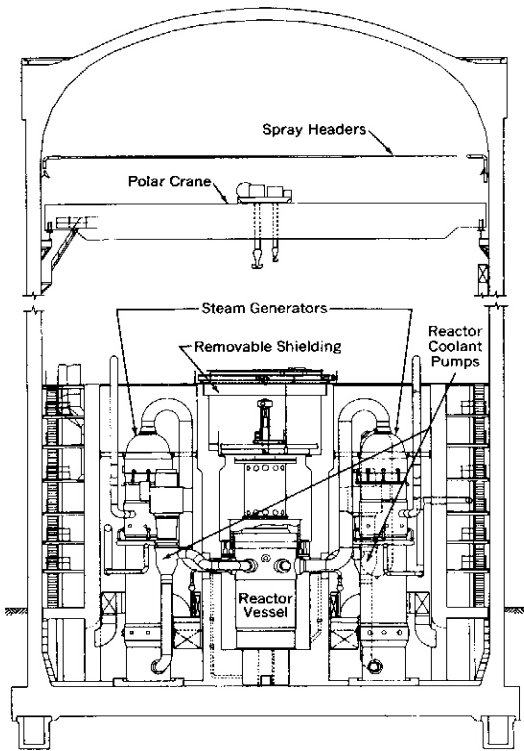 Spray Headers
Polar Crane
Steam Generators
Removable Shielding
Reactor
Coolant
Pumps
Reactor
Vessel